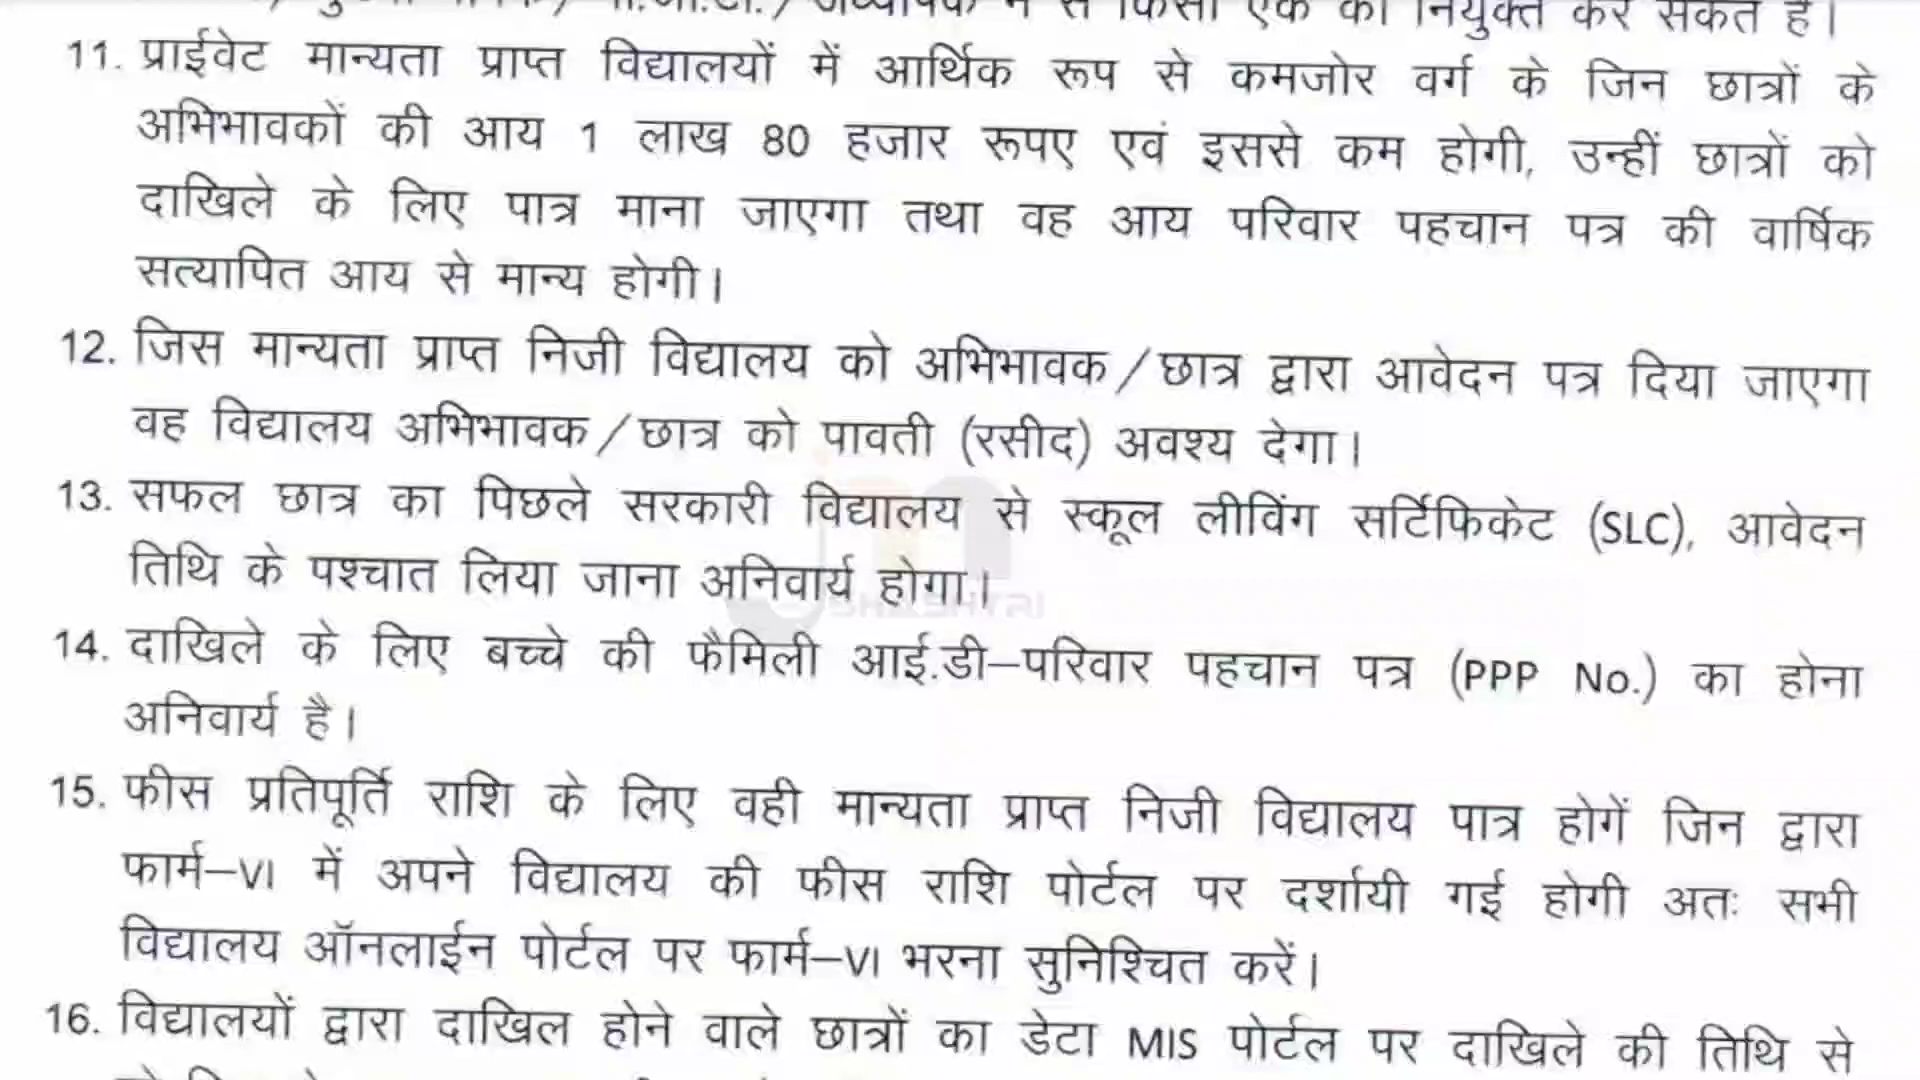 में से किसी एक को नियुक्त कर सकते है।
11. प्राईवेट मान्यता प्राप्त विद्यालयों में आर्थिक रूप से कमजोर वर्ग के जिन छात्रों के
अभिभावकों की आय 1 लाख 80 हजार रूपए एवं इससे कम होगी, उन्हीं छात्रों को
दाखिले के लिए पात्र माना जाएगा तथा वह आय परिवार पहचान पत्र की वार्षिक
सत्यापित आय से मान्य होगी।
12. जिस मान्यता प्राप्त निजी विद्यालय को अभिभावक/छात्र द्वारा आवेदन पत्र दिया जाएगा
वह विद्यालय अभिभावक/छात्र को पावती (रसीद) अवश्य देगा।
13. सफल छात्र का पिछले सरकारी विद्यालय से स्कूल लीविंग सर्टिफिकेट (SLC), आवेदन
तिथि के पश्चात लिया जाना अनिवार्य होगा।
14. दाखिले के लिए बच्चे की फैमिली आई.डी–परिवार पहचान पत्र (PPP No.) का होना
अनिवार्य है।
15. फीस प्रतिपूर्ति राशि के लिए वही मान्यता प्राप्त निजी विद्यालय पात्र होगें जिन द्वारा
फार्म–VI में अपने विद्यालय की फीस राशि पोर्टल पर दर्शायी गई होगी अतः सभी
विद्यालय ऑनलाईन पोर्टल पर फार्म–VI भरना सुनिश्चित करें।
16. विद्यालयों द्वारा दाखिल होने वाले छात्रों का डेटा MIS पोर्टल पर दाखिले की तिथि से